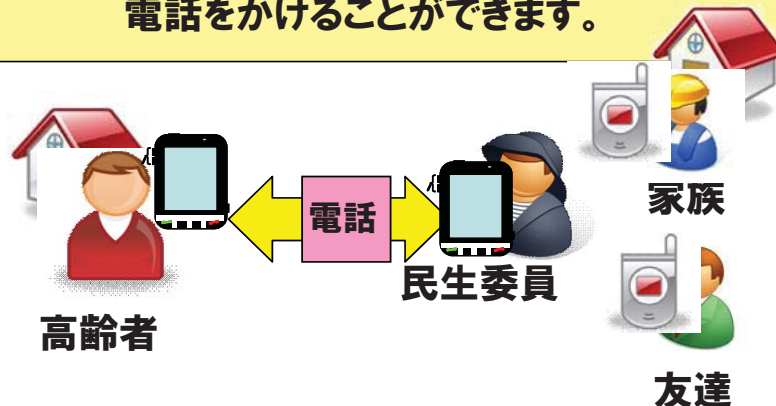 電話をかけることができます。
家族
電話
民生委員
高齢者
友達